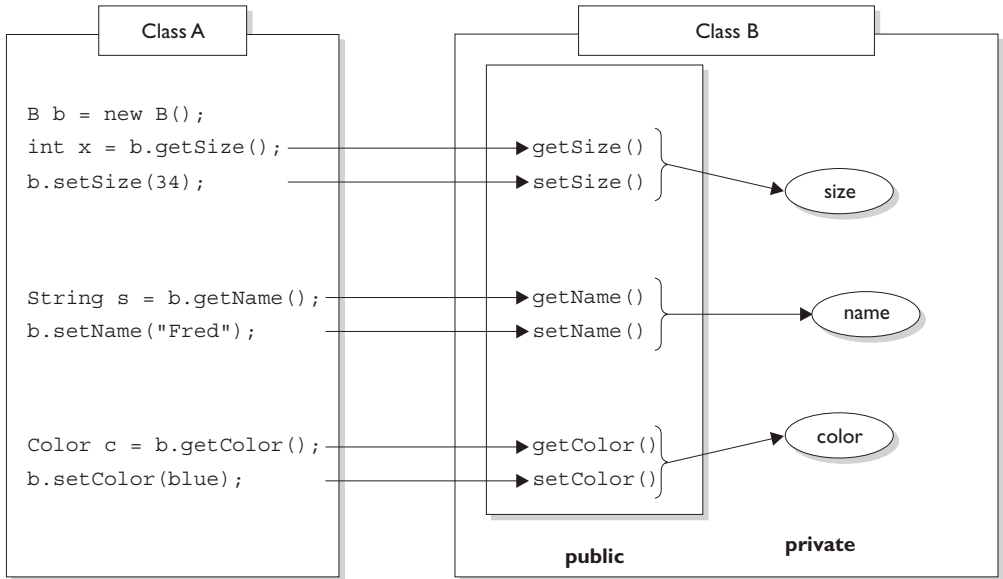 Class A
B b = new B();
int x = b.getSize();
b.setSize(34);
String s = b.getName();
b.setName("Fred");
Color c = b.getColor();
b.setColor(blue);
Class B
getSize()
setSize()
getName()
setName()
getColor()
setColor()
public
size
name
color
private